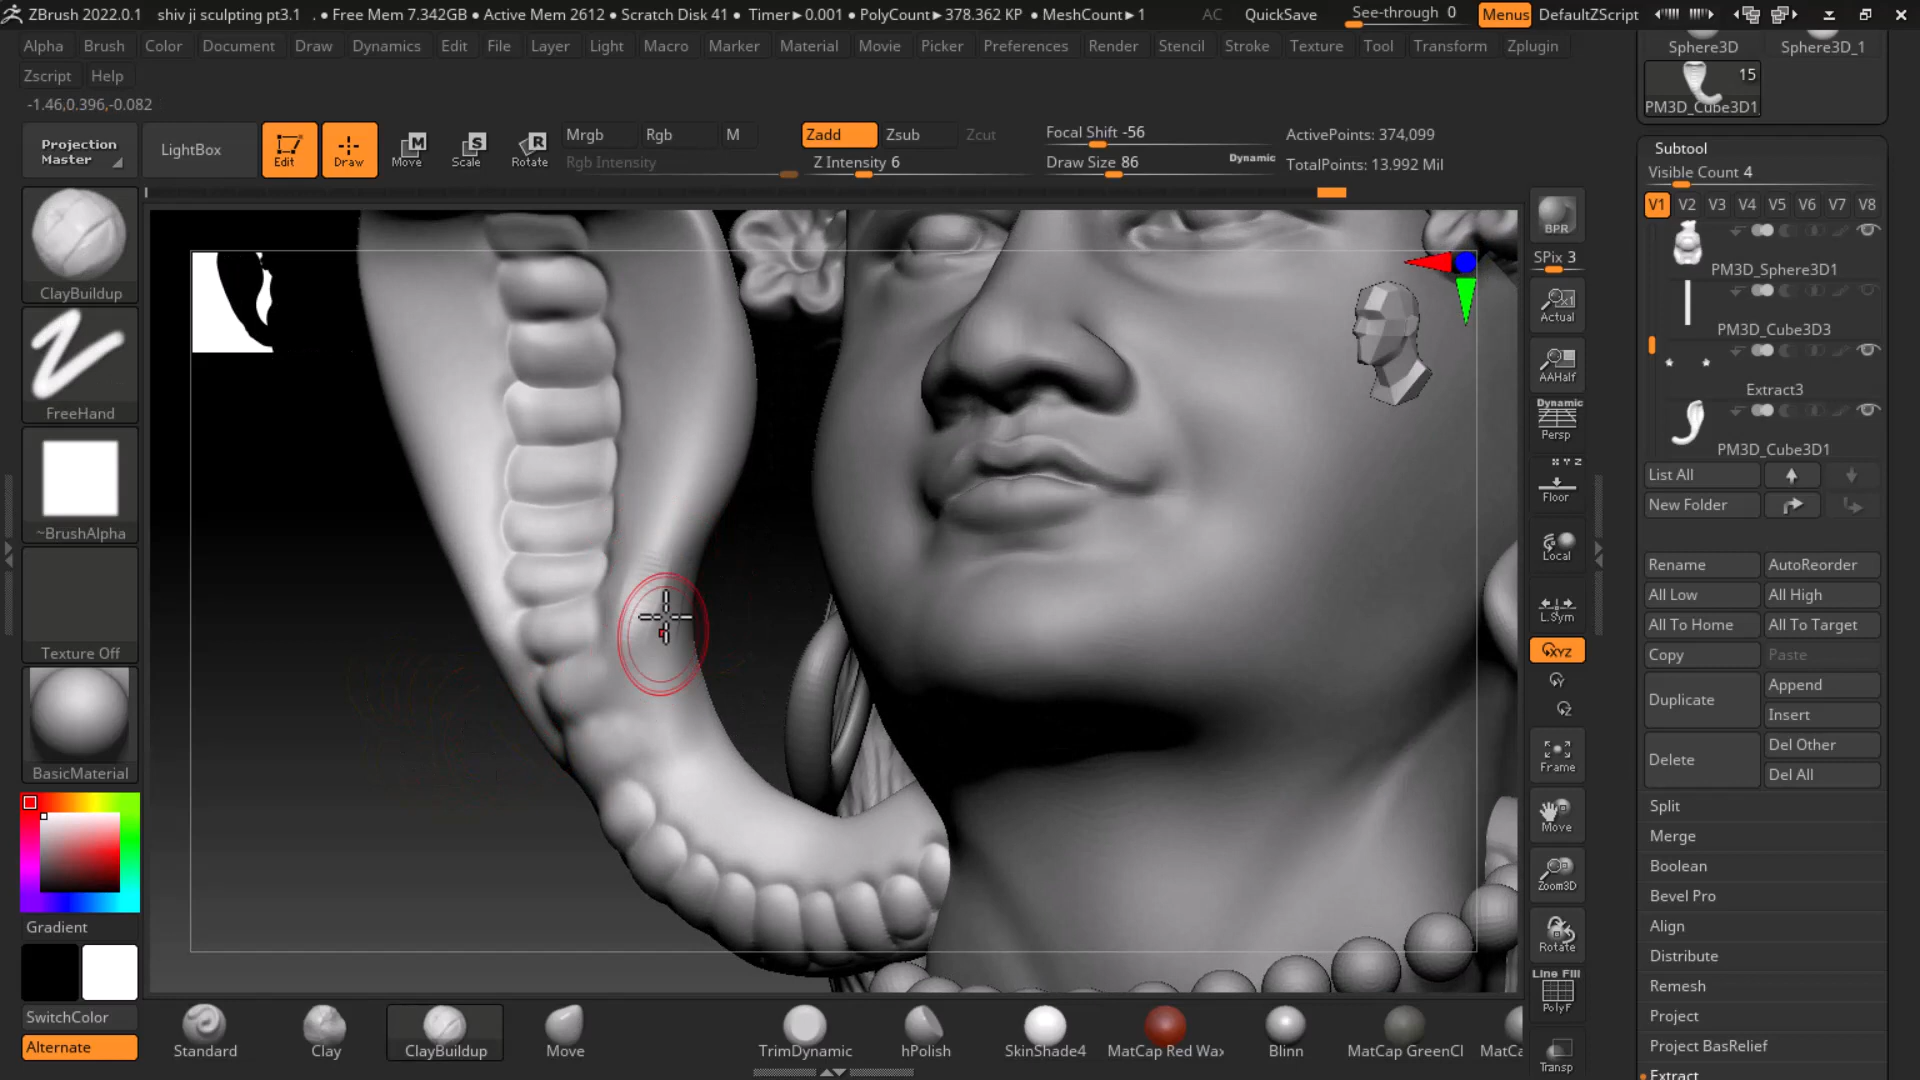 ZBrush 2022.0.1 shiv ji sculpting pt3.1 . • Free Mem 7.342GB • Active Mem 2612 • Scratch Disk 41 • Timer▸0.001 • PolyCount▸378.362 KP • MeshCount▸1 AC QuickSave See-through 0 Menus DefaultZScript
Alpha Brush Color Document Draw Dynamics Edit File Layer Light Macro Marker Material Movie Picker Preferences Render Stencil Stroke Texture Tool Transform Zplugin
Zscript Help
-1.46,0.396,-0.082
Projection Master
LightBox
Edit
Draw
Move
Scale
Rotate
Mrgb Rgb M
Rgb Intensity
Zadd Zsub Zcut
Z Intensity 6
Focal Shift -56
Draw Size 86 Dynamic
ActivePoints: 374,099
TotalPoints: 13.992 Mil
ClayBuildup
FreeHand
~BrushAlpha
Texture Off
BasicMaterial
Gradient
SwitchColor
Alternate
Standard Clay ClayBuildup Move TrimDynamic hPolish SkinShade4 MatCap Red Wax Blinn MatCap GreenCl MatCa
BPR
SPix 3
Actual
AAHalf
Dynamic
Persp
X Y Z
Floor
Local
L.Sym
XYZ
Y
Z
Frame
Move
Zoom3D
Rotate
Line Fill
PolyF
Transp
Sphere3D Sphere3D_1
15
PM3D_Cube3D1
Subtool
Visible Count 4
V1 V2 V3 V4 V5 V6 V7 V8
PM3D_Sphere3D1
PM3D_Cube3D3
Extract3
PM3D_Cube3D1
List All
New Folder
Rename AutoReorder
All Low All High
All To Home All To Target
Copy Paste
Duplicate Append
Insert
Delete Del Other
Del All
Split
Merge
Boolean
Bevel Pro
Align
Distribute
Remesh
Project
Project BasRelief
Extract